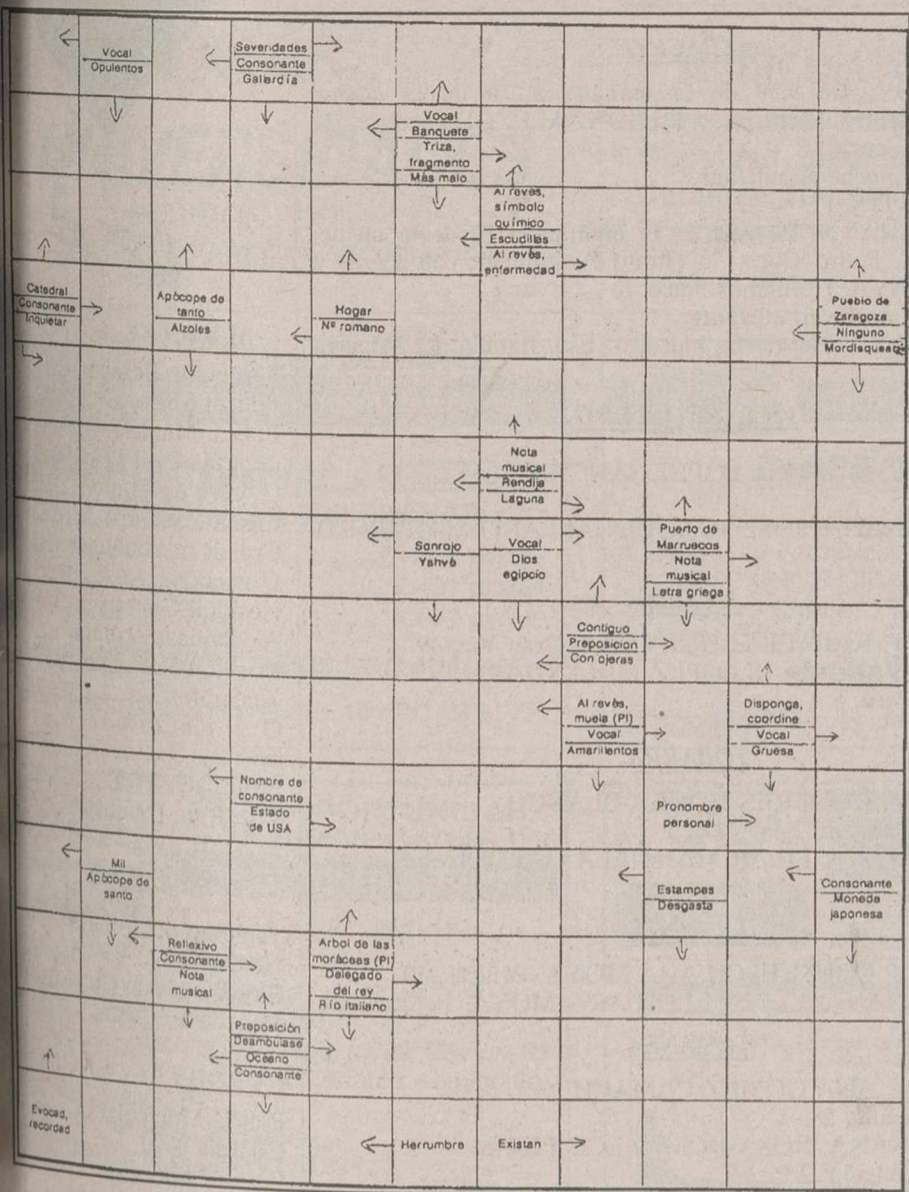 Vocal
Opulentos
Severidades
Consonante
Gallardía
Vocal
Banquete
Triza,
fragmento
Más malo
Al revés,
símbolo
químico
Escudillas
Al revés,
enfermedad
Catedral
Consonante
Inquietar
Apócope de
tanto
Alzoles
Hogar
Nº romano
Pueblo de
Zaragoza
Ninguno
Mordisquease
Nota
musical
Rendija
Laguna
Sonrojo
Yahvé
Vocal
Dios
egipcio
Puerto de
Marruecos
Nota
musical
Letra griega
Contiguo
Preposición
Con ojeras
Al revés,
muela (Pl)
Vocal
Amarillentos
Disponga,
coordine
Vocal
Gruesa
Nombre de
consonante
Estado
de USA
Pronombre
personal
Mil
Apócope de
santo
Estampes
Desgasta
Consonante
Moneda
japonesa
Reflexivo
Consonante
Nota
musical
Arbol de las
moráceas (Pl)
Delegado
del rey
Río italiano
Preposición
Deambulase
Océano
Consonante
Evocad,
recordad
Herrumbre
Existan